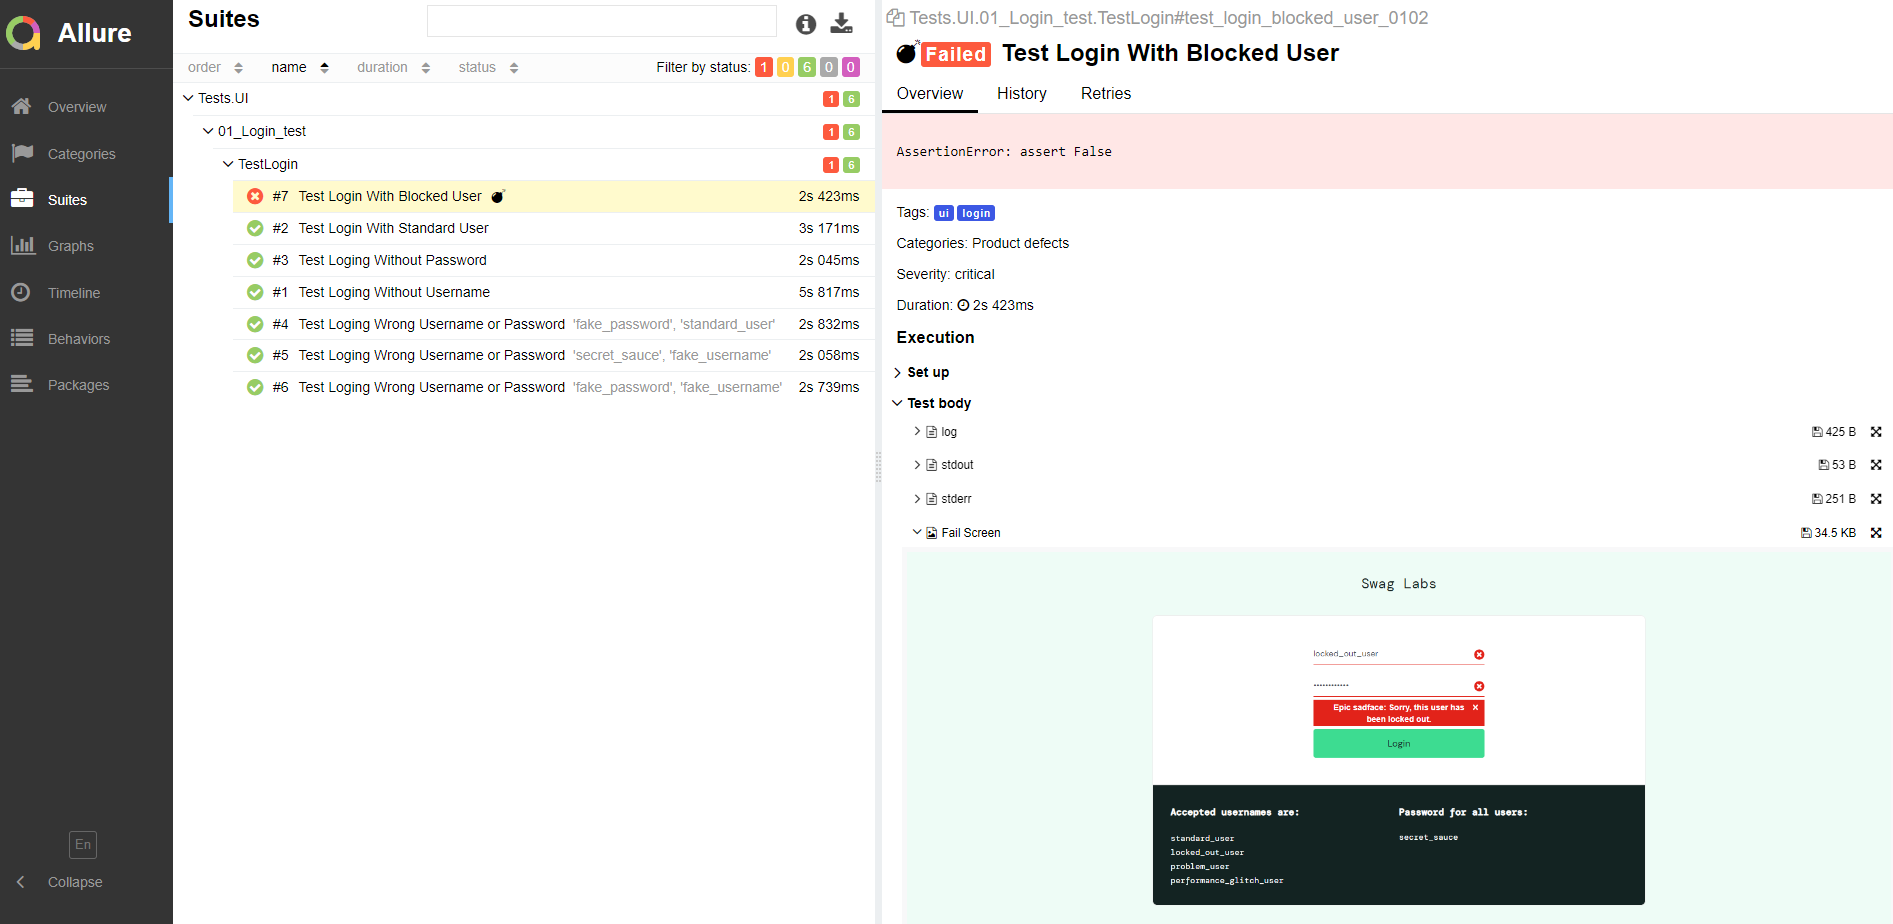 Allure
Overview
Categories
Suites
Graphs
Timeline
Behaviors
Packages
En
Collapse
Suites
order name duration status Filter by status: 1 0 6 0 0
Tests.UI 1 6
01_Login_test 1 6
TestLogin 1 6
#7 Test Login With Blocked User 2s 423ms
#2 Test Login With Standard User 3s 171ms
#3 Test Loging Without Password 2s 045ms
#1 Test Loging Without Username 5s 817ms
#4 Test Loging Wrong Username or Password 'fake_password', 'standard_user' 2s 832ms
#5 Test Loging Wrong Username or Password 'secret_sauce', 'fake_username' 2s 058ms
#6 Test Loging Wrong Username or Password 'fake_password', 'fake_username' 2s 739ms
Tests.UI.01_Login_test.TestLogin#test_login_blocked_user_0102
Failed Test Login With Blocked User
Overview History Retries
AssertionError: assert False
Tags: ui login
Categories: Product defects
Severity: critical
Duration: 2s 423ms
Execution
Set up
Test body
log 425 B
stdout 53 B
stderr 251 B
Fail Screen 34.5 KB
Swag Labs
locked_out_user
Epic sadface: Sorry, this user has
been locked out.
Login
Accepted usernames are:
standard_user
locked_out_user
problem_user
performance_glitch_user
Password for all users:
secret_sauce